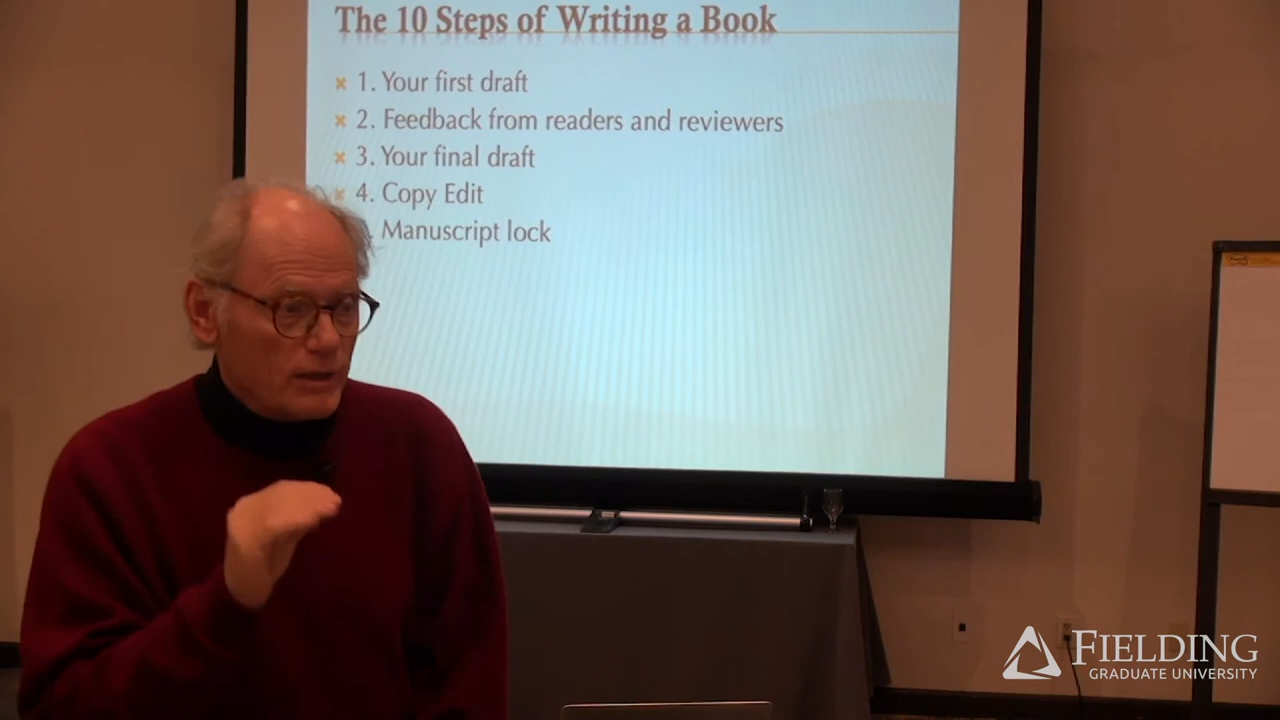 The 10 Steps of Writing a Book
1. Your first draft
2. Feedback from readers and reviewers
3. Your final draft
4. Copy Edit
Manuscript lock
FIELDING
GRADUATE UNIVERSITY